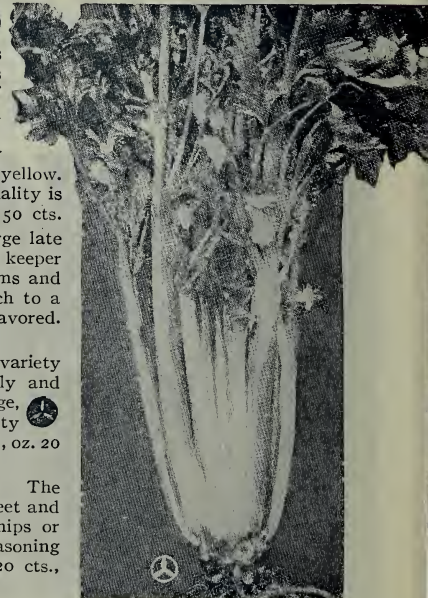 yellow.
ality is
50 cts.
rge late
keeper
ms and
ch to a
avored.
variety
ly and
ge,
ty
, oz. 20
The
eet and
hips or
asoning
20 cts.,